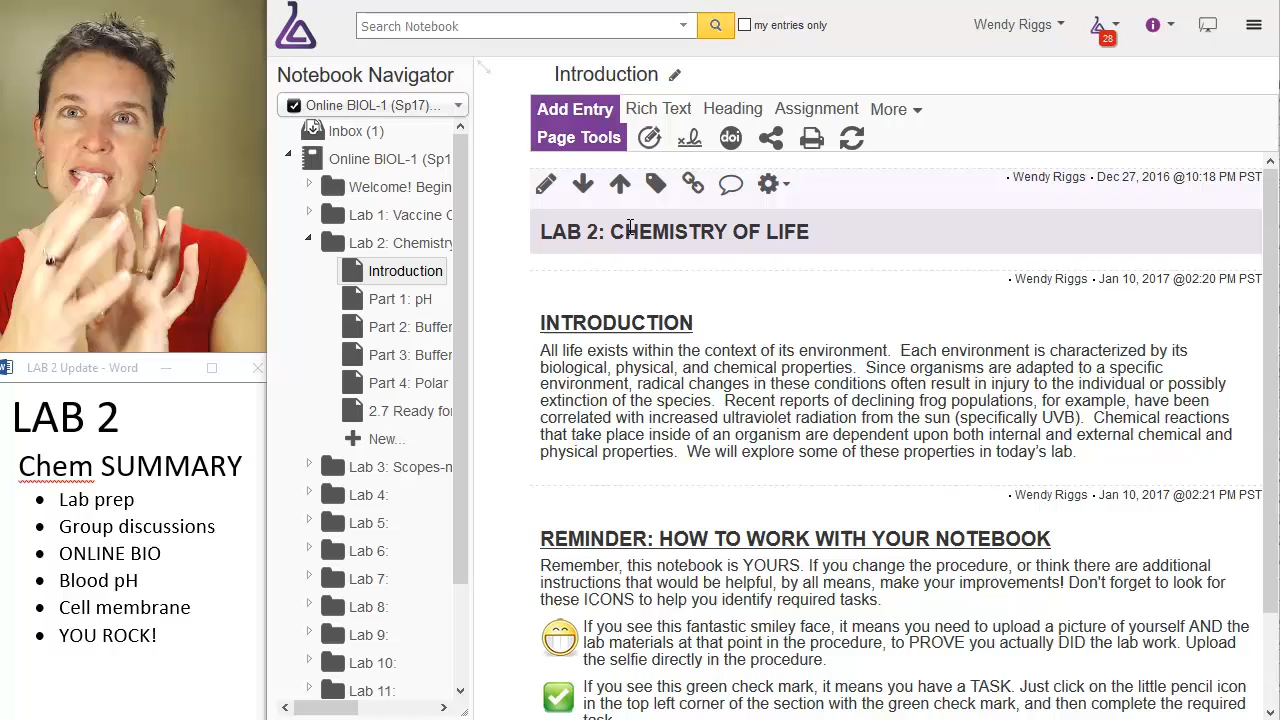 Search Notebook
my entries only
Wendy Riggs
28
Notebook Navigator
Introduction
Online BIOL-1 (Sp17)...
Add Entry
Rich Text
Heading
Assignment
More
Page Tools
doi
Inbox (1)
Online BIOL-1 (Sp1
Welcome! Begin
Lab 1: Vaccine C
Lab 2: Chemistry
Introduction
Part 1: pH
Part 2: Buffer
Part 3: Buffer
Part 4: Polar
2.7 Ready for
New...
Lab 3: Scopes-n
Lab 4:
Lab 5:
Lab 6:
Lab 7:
Lab 8:
Lab 9:
Lab 10:
Lab 11:
Wendy Riggs • Dec 27, 2016 @10:18 PM PST
LAB 2: CHEMISTRY OF LIFE
Wendy Riggs • Jan 10, 2017 @02:20 PM PST
INTRODUCTION
All life exists within the context of its environment. Each environment is characterized by its
biological, physical, and chemical properties. Since organisms are adapted to a specific
environment, radical changes in these conditions often result in injury to the individual or possibly
extinction of the species. Recent reports of declining frog populations, for example, have been
correlated with increased ultraviolet radiation from the sun (specifically UVB). Chemical reactions
that take place inside of an organism are dependent upon both internal and external chemical and
physical properties. We will explore some of these properties in today's lab.
Wendy Riggs • Jan 10, 2017 @02:21 PM PST
REMINDER: HOW TO WORK WITH YOUR NOTEBOOK
Remember, this notebook is YOURS. If you change the procedure, or think there are additional
instructions that would be helpful, by all means, make your improvements! Don't forget to look for
these ICONS to help you identify required tasks.
If you see this fantastic smiley face, it means you need to upload a picture of yourself AND the
lab materials at that point in the procedure, to PROVE you actually DID the lab work. Upload
the selfie directly in the procedure.
If you see this green check mark, it means you have a TASK. Just click on the little pencil icon
in the top left corner of the section with the green check mark, and then complete the required
task.
LAB 2 Update - Word
LAB 2
Chem SUMMARY
• Lab prep
• Group discussions
• ONLINE BIO
• Blood pH
• Cell membrane
• YOU ROCK!